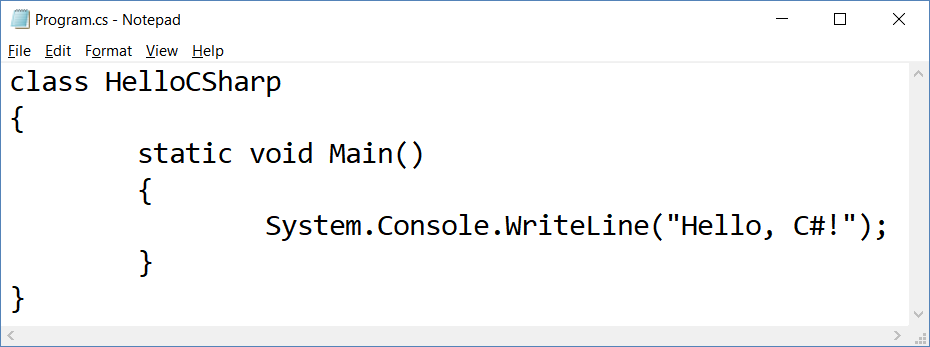 Program.cs - Notepad
File Edit Format View Help
class HelloCSharp
{
        static void Main()
        {
                System.Console.WriteLine("Hello, C#!");
        }
}